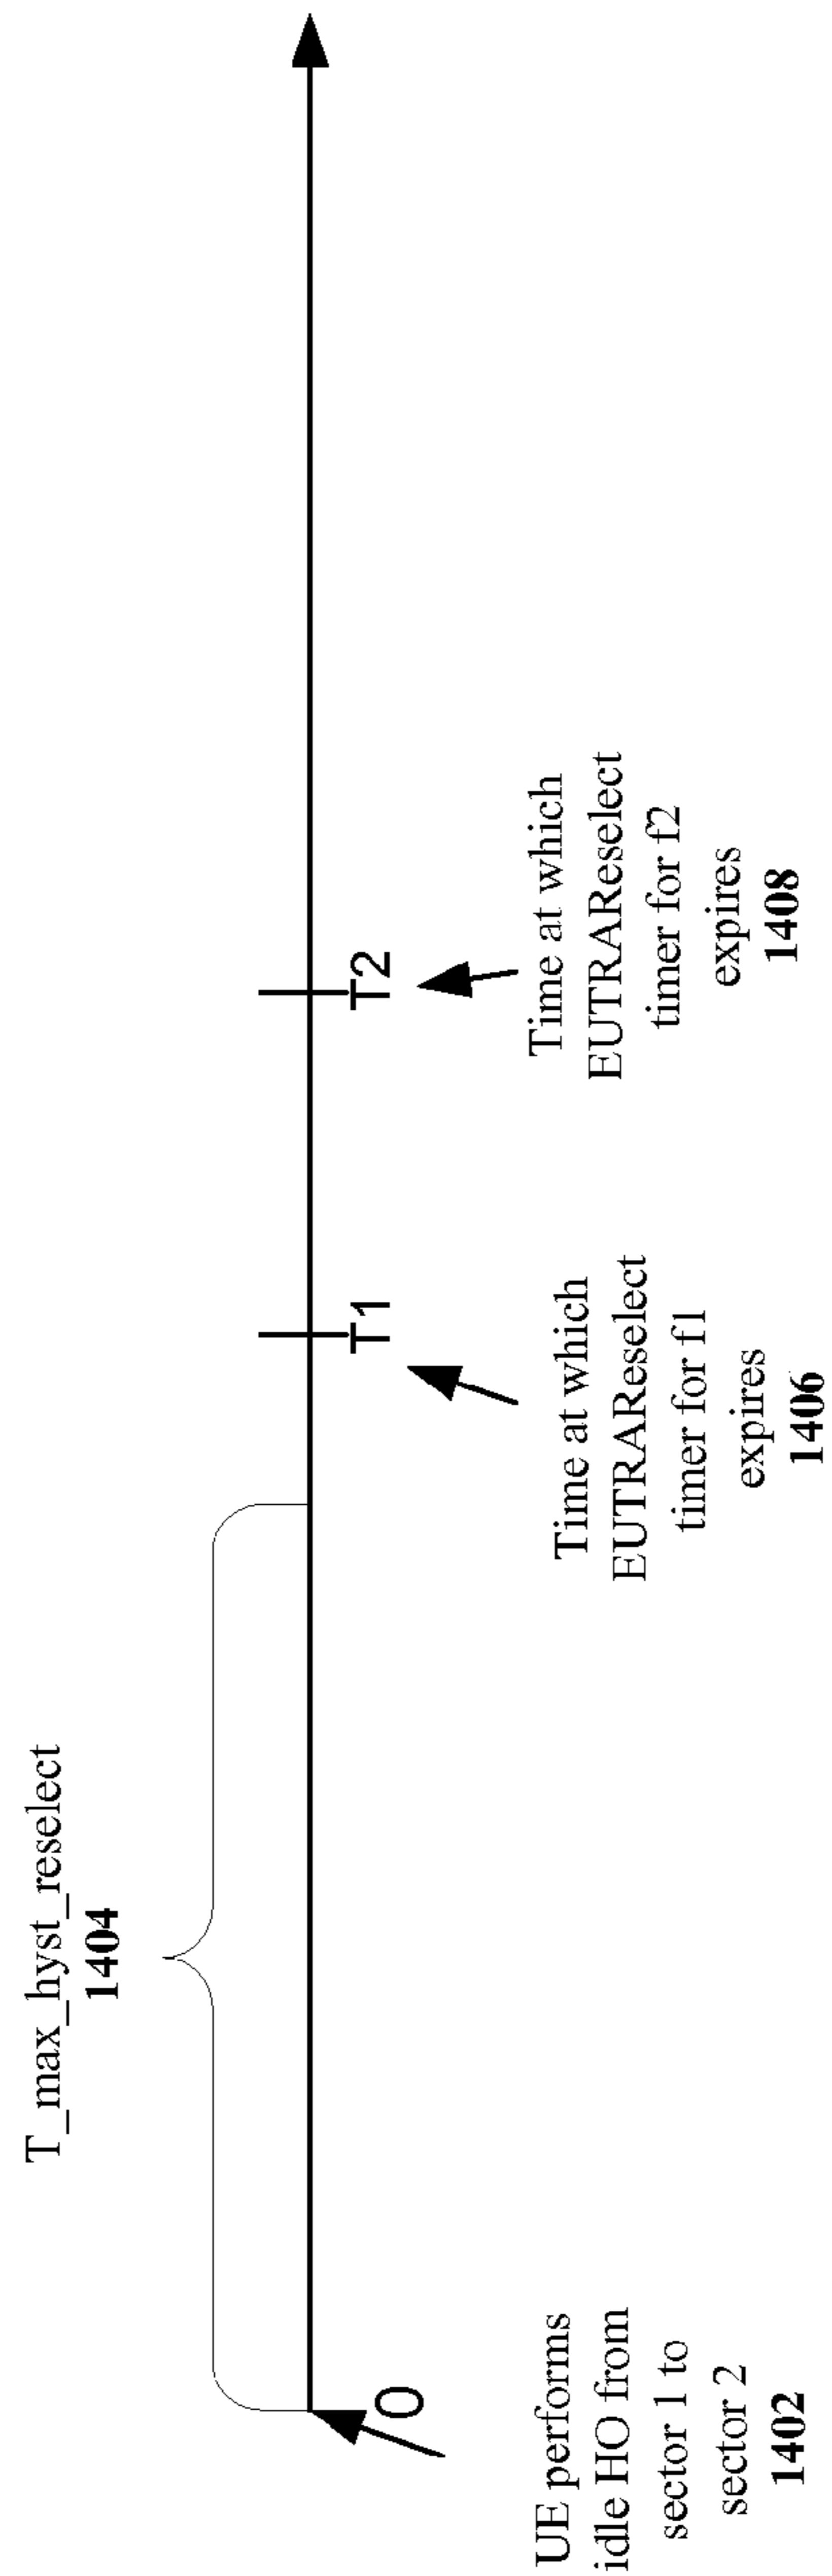 T_max_hyst_reselect
1404
0
T1
T2
UE performs
idle HO from
sector 1 to
sector 2
1402
Time at which
EUTRAReselect
timer for f1
expires
1406
Time at which
EUTRAReselect
timer for f2
expires
1408